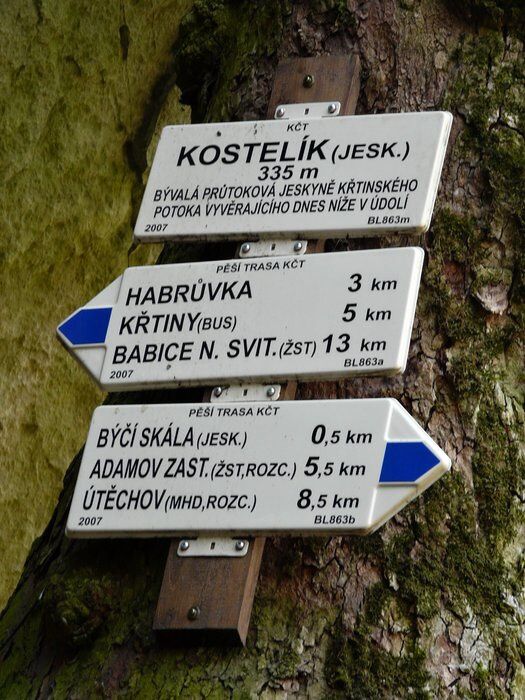 KČT
KOSTELÍK (JESK.)
335 m
BÝVALÁ PRŮTOKOVÁ JESKYNĚ KŘTINSKÉHO
POTOKA VYVĚRAJÍCÍHO DNES NÍŽE V ÚDOLÍ
2007 BL863m
PĚŠÍ TRASA KČT
HABRŮVKA 3 km
KŘTINY (BUS) 5 km
BABICE N. SVIT. (ŽST) 13 km
2007 BL863a
PĚŠÍ TRASA KČT
BÝČÍ SKÁLA (JESK.) 0,5 km
ADAMOV ZAST. (ŽST,ROZC.) 5,5 km
ÚTĚCHOV (MHD,ROZC.) 8,5 km
2007 BL863b